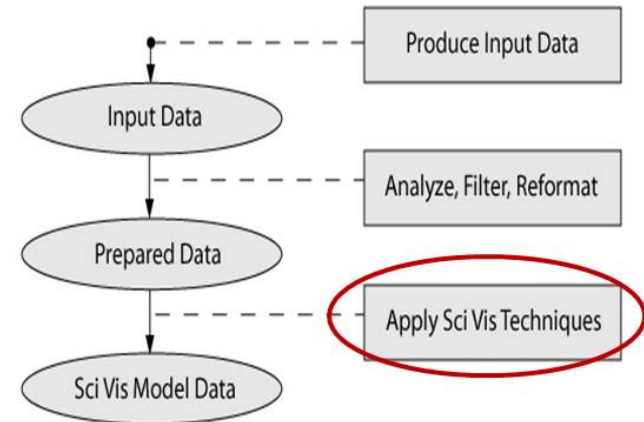 Produce Input Data
Input Data
Analyze, Filter, Reformat
Prepared Data
Apply Sci Vis Techniques
Sci Vis Model Data